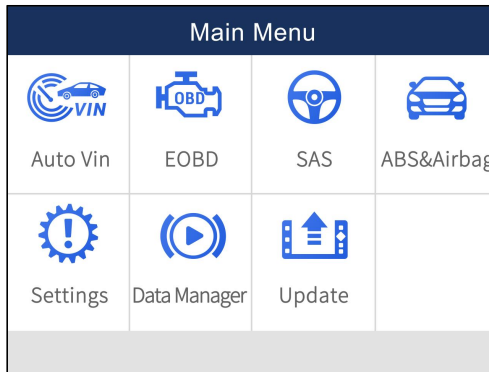 Main Menu
VIN
OBD
Auto Vin
EOBD
SAS
ABS&Airbag
Settings
Data Manager
Update